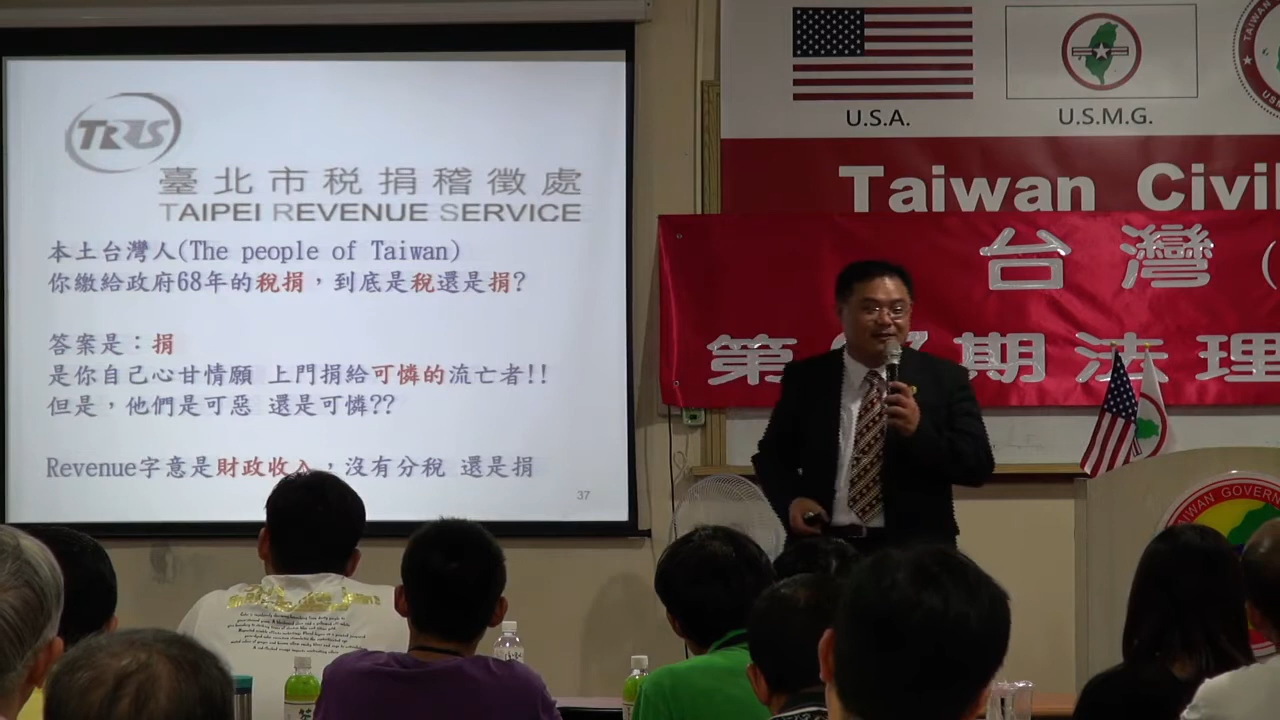 TRS
臺北市稅捐稽徵處
TAIPEI REVENUE SERVICE
本土台灣人(The people of Taiwan)
你繳給政府68年的稅捐，到底是稅還是捐?
答案是：捐
是你自己心甘情願 上門捐給可憐的流亡者!!
但是，他們是可惡 還是可憐??
Revenue字意是財政收入，沒有分稅 還是捐
37
U.S.A.
U.S.M.G.
Taiwan Civil
台灣(
第 期法理
TAIWAN GOVERN